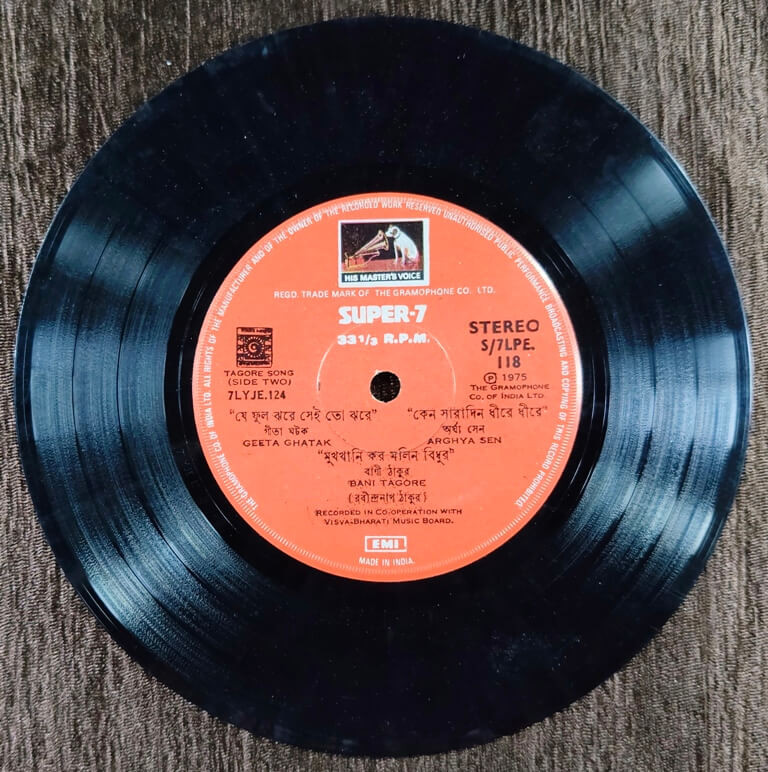 THE GRAMOPHONE CO. OF INDIA LTD. ALL RIGHTS OF THE MANUFACTURER AND OF THE OWNER OF THE RECORDED WORK RESERVED UNAUTHORISED PUBLIC PERFORMANCE BROADCASTING AND COPYING OF THIS RECORD PROHIBITED.
HIS MASTER'S VOICE
REGD. TRADE MARK OF THE GRAMOPHONE CO. LTD.
SUPER-7
33 1/3 R.P.M.
STEREO
S/7LPE.
118
TAGORE SONG
(SIDE TWO)
7LYJE.124
Ⓟ 1975
THE GRAMOPHONE
CO. OF INDIA LTD.
"যে ফুল ঝরে সেই তো ঝরে"
গীতা ঘটক
GEETA GHATAK
"কেন সারাদিন ধীরে ধীরে"
অর্ঘ্য সেন
ARGHYA SEN
"মুখখানি কর মলিন বিধুর"
বাণী ঠাকুর
BANI TAGORE
(রবীন্দ্রনাথ ঠাকুর)
RECORDED IN CO-OPERATION WITH
VISVA-BHARATI MUSIC BOARD.
EMI
MADE IN INDIA.